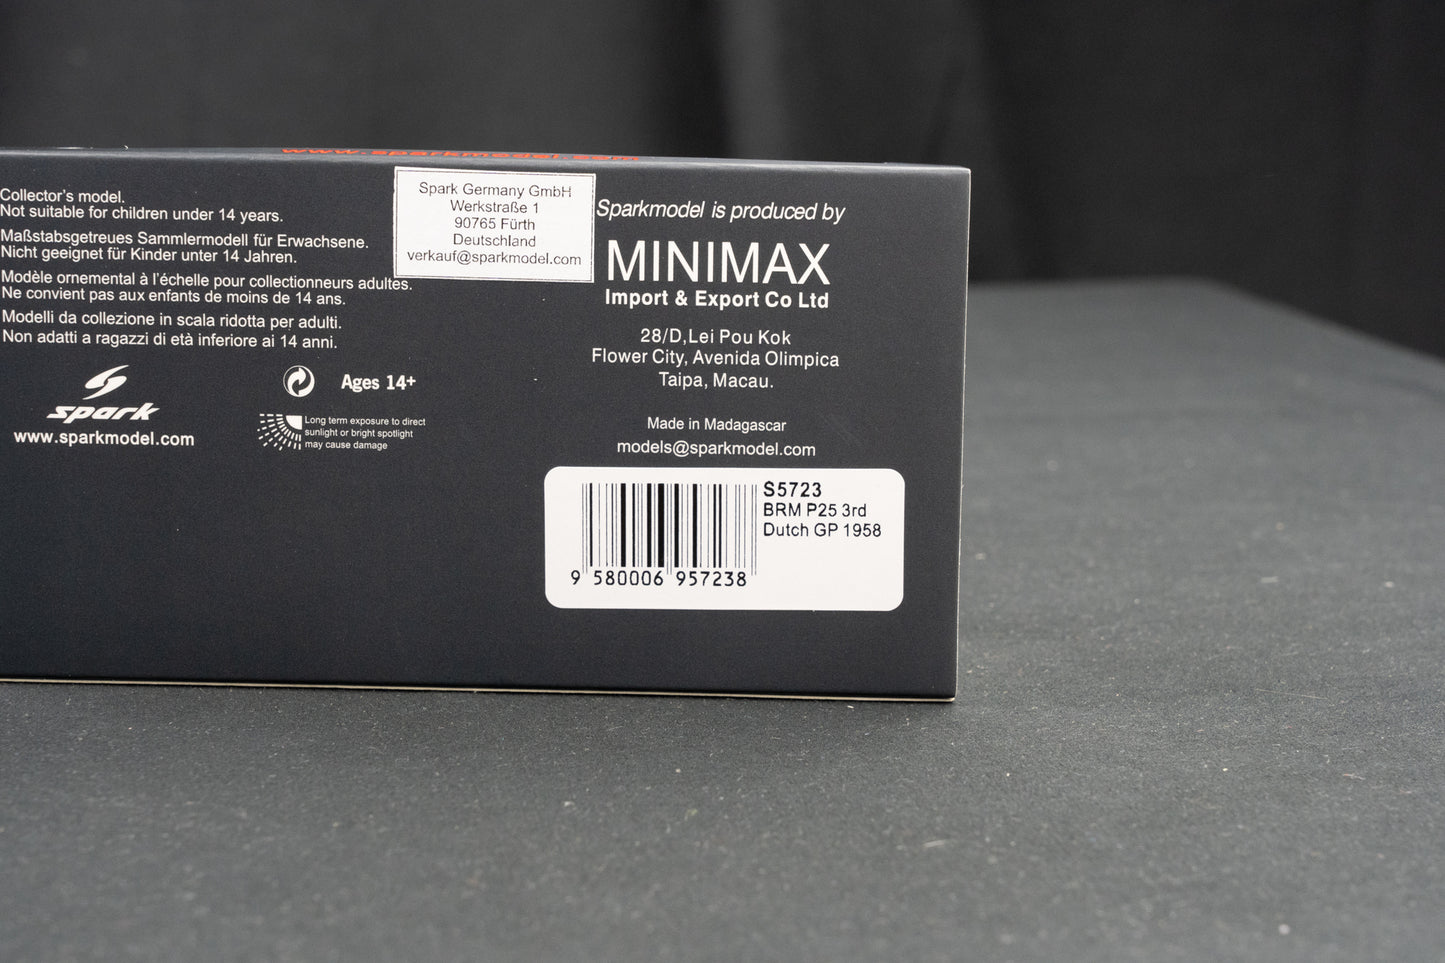 www.sparkmodel.com
Collector's model.
Not suitable for children under 14 years.
Maßstabsgetreues Sammlermodell für Erwachsene.
Nicht geeignet für Kinder unter 14 Jahren.
Modèle ornemental à l'échelle pour collectionneurs adultes.
Ne convient pas aux enfants de moins de 14 ans.
Modelli da collezione in scala ridotta per adulti.
Non adatti a ragazzi di età inferiore ai 14 anni.
spark
www.sparkmodel.com
Ages 14+
Long term exposure to direct
sunlight or bright spotlight
may cause damage
Spark Germany GmbH
Werkstraße 1
90765 Fürth
Deutschland
verkauf@sparkmodel.com
Sparkmodel is produced by
MINIMAX
Import & Export Co Ltd
28/D,Lei Pou Kok
Flower City, Avenida Olimpica
Taipa, Macau.
Made in Madagascar
models@sparkmodel.com
S5723
BRM P25 3rd
Dutch GP 1958
9 580006 957238